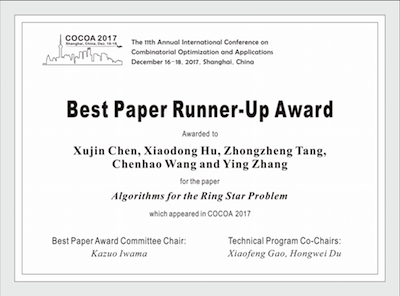 COCOA 2017
Shanghai, China, Dec. 16-18
The 11th Annual International Conference on
Combinatorial Optimization and Applications
December 16-18, 2017, Shanghai, China
Best Paper Runner-Up Award
Awarded to
Xujin Chen, Xiaodong Hu, Zhongzheng Tang,
Chenhao Wang and Ying Zhang
for the paper
Algorithms for the Ring Star Problem
which appeared in COCOA 2017
Best Paper Award Committee Chair:
Kazuo Iwama
Technical Program Co-Chairs:
Xiaofeng Gao, Hongwei Du